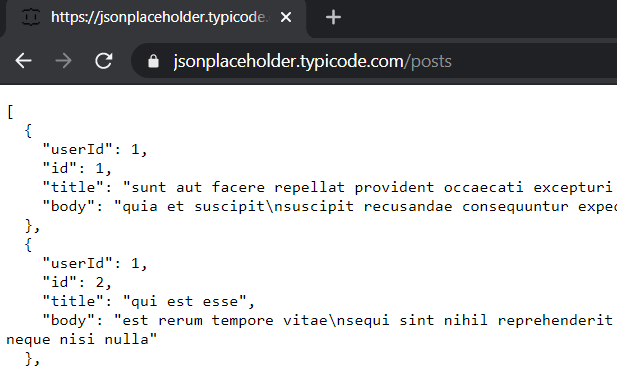 https://jsonplaceholder.typicode.
jsonplaceholder.typicode.com/posts
[
  {
    "userId": 1,
    "id": 1,
    "title": "sunt aut facere repellat provident occaecati excepturi
    "body": "quia et suscipit\nsuscipit recusandae consequuntur exped
  },
  {
    "userId": 1,
    "id": 2,
    "title": "qui est esse",
    "body": "est rerum tempore vitae\nsequi sint nihil reprehenderit
neque nisi nulla"
  },